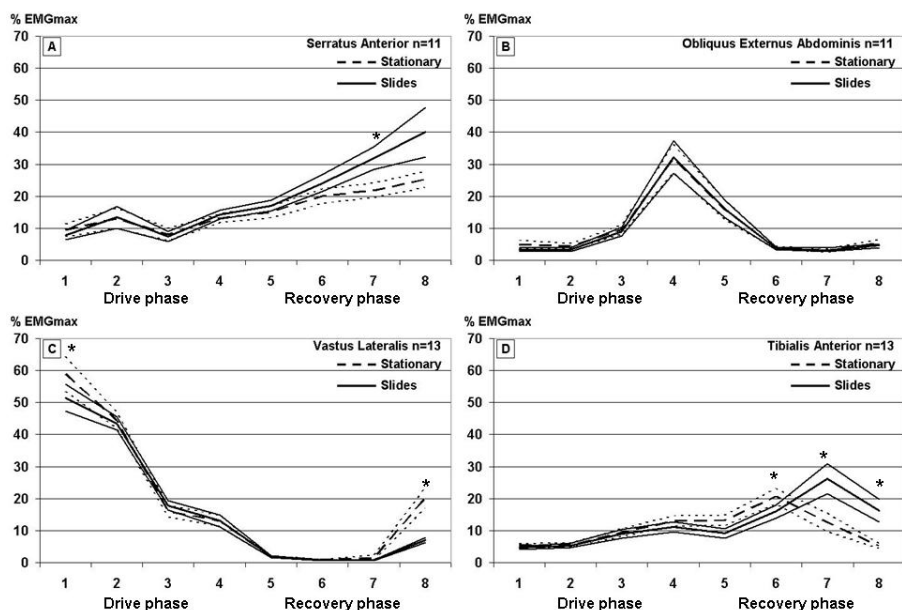 % EMGmax
70
60
50
40
30
20
10
0
A
Serratus Anterior n=11
Stationary
Slides
*
1 2 3 4 5 6 7 8
Drive phase Recovery phase
% EMGmax
70
60
50
40
30
20
10
0
B
Obliquus Externus Abdominis n=11
Stationary
Slides
1 2 3 4 5 6 7 8
Drive phase Recovery phase
% EMGmax
70
60
50
40
30
20
10
0
C
Vastus Lateralis n=13
Stationary
Slides
*
*
1 2 3 4 5 6 7 8
Drive phase Recovery phase
% EMGmax
70
60
50
40
30
20
10
0
D
Tibialis Anterior n=13
Stationary
Slides
* * *
1 2 3 4 5 6 7 8
Drive phase Recovery phase